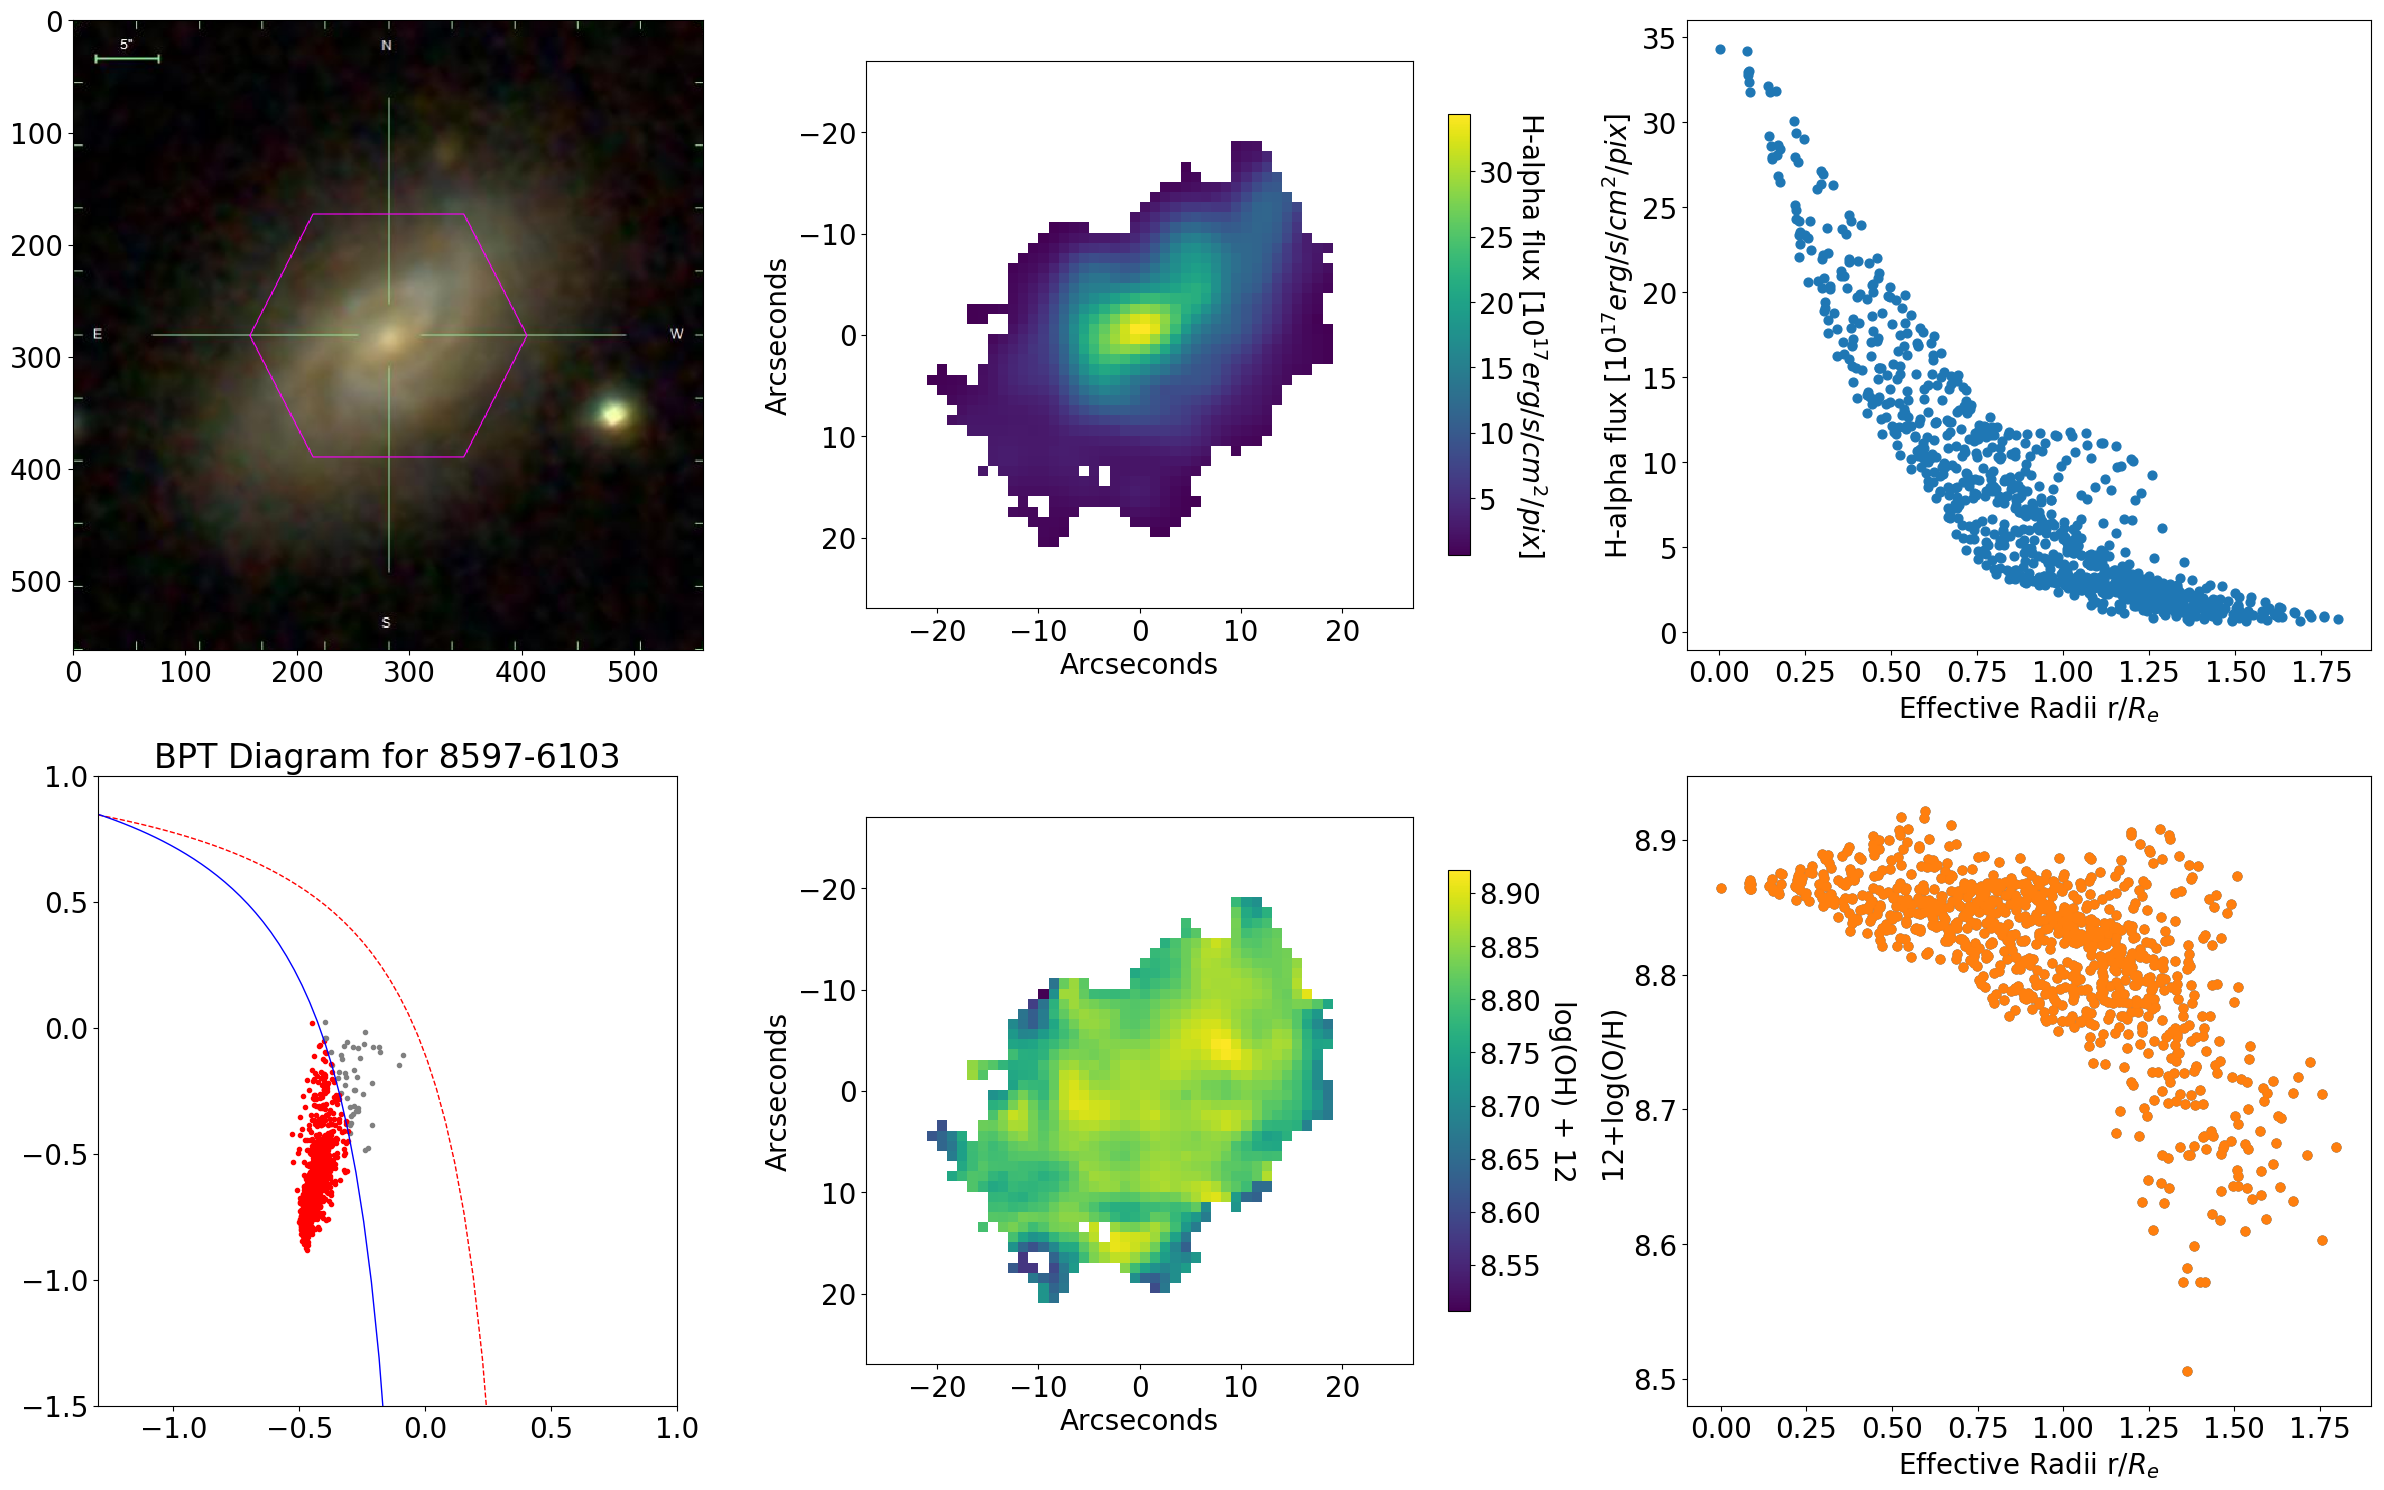 0
100
200
300
400
500
5"
N
E
W
S
0 100 200 300 400 500
−20
−10
0
10
20
Arcseconds
−20 −10 0 10 20
Arcseconds
30
25
20
15
10
5
H-alpha flux [10^17 erg/s/cm^2/pix]
35
30
25
20
15
10
5
0
H-alpha flux [10^17 erg/s/cm^2/pix]
0.00 0.25 0.50 0.75 1.00 1.25 1.50 1.75
Effective Radii r/R_e
BPT Diagram for 8597-6103
1.0
0.5
0.0
−0.5
−1.0
−1.5
−1.0 −0.5 0.0 0.5 1.0
−20
−10
0
10
20
Arcseconds
−20 −10 0 10 20
Arcseconds
8.90
8.85
8.80
8.75
8.70
8.65
8.60
8.55
log(OH) + 12
8.9
8.8
8.7
8.6
8.5
12+log(O/H)
0.00 0.25 0.50 0.75 1.00 1.25 1.50 1.75
Effective Radii r/R_e